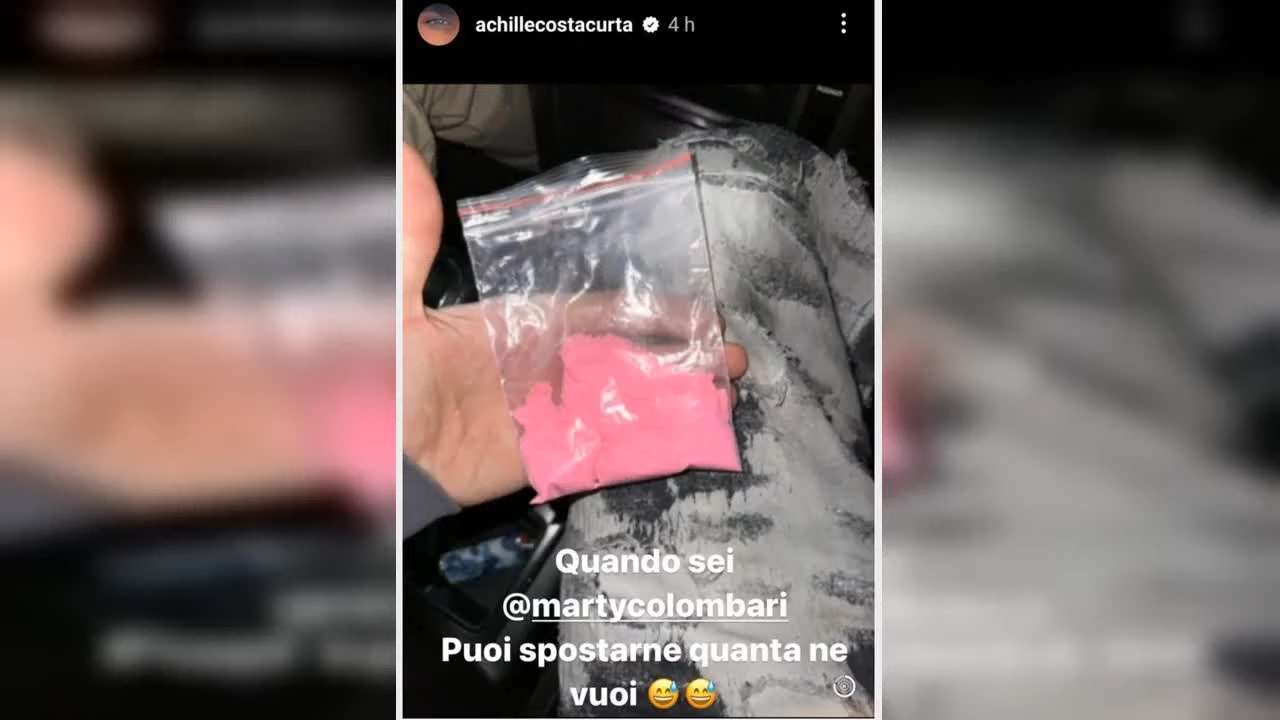 achillecostacurta 4 h
Quando sei
@martycolombari
Puoi spostarne quanta ne
vuoi 😅😅